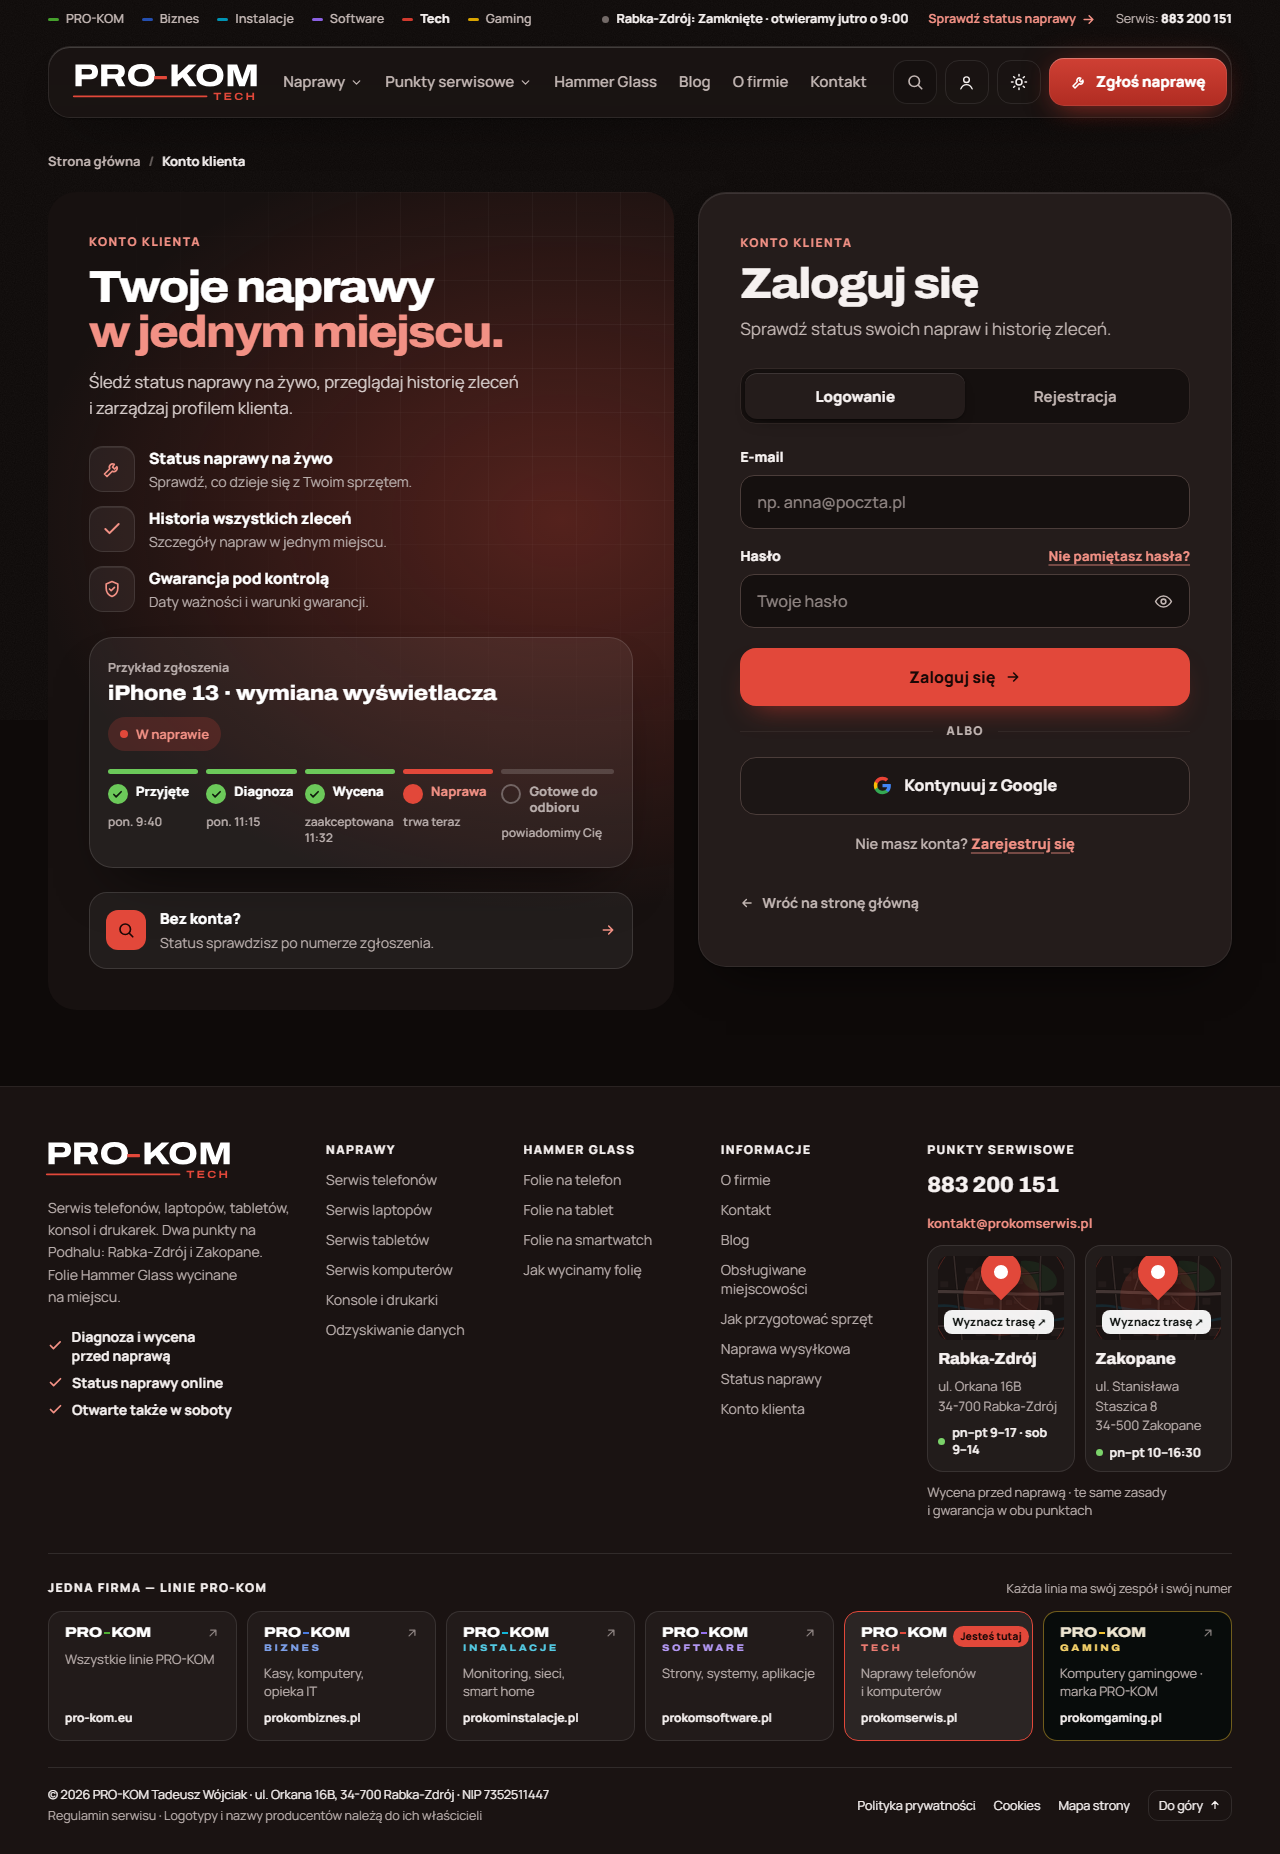 PRO-KOM Biznes Instalacje Software Tech Gaming Rabka-Zdrój: Zamknięte · otwieramy jutro o 9:00 Sprawdź status naprawy → Serwis: 883 200 151
PRO-KOM TECH Naprawy Punkty serwisowe Hammer Glass Blog O firmie Kontakt Zgłoś naprawę
Strona główna / Konto klienta
KONTO KLIENTA
Twoje naprawy
w jednym miejscu.
Śledź status naprawy na żywo, przeglądaj historię zleceń
i zarządzaj profilem klienta.
Status naprawy na żywo
Sprawdź, co dzieje się z Twoim sprzętem.
Historia wszystkich zleceń
Szczegóły napraw w jednym miejscu.
Gwarancja pod kontrolą
Daty ważności i warunki gwarancji.
Przykład zgłoszenia
iPhone 13 · wymiana wyświetlacza
W naprawie
Przyjęte
pon. 9:40
Diagnoza
pon. 11:15
Wycena
zaakceptowana
11:32
Naprawa
trwa teraz
Gotowe do
odbioru
powiadomimy Cię
Bez konta?
Status sprawdzisz po numerze zgłoszenia. →
KONTO KLIENTA
Zaloguj się
Sprawdź status swoich napraw i historię zleceń.
Logowanie Rejestracja
E-mail
np. anna@poczta.pl
Hasło Nie pamiętasz hasła?
Twoje hasło
Zaloguj się →
ALBO
Kontynuuj z Google
Nie masz konta? Zarejestruj się
← Wróć na stronę główną
PRO-KOM
TECH
Serwis telefonów, laptopów, tabletów,
konsol i drukarek. Dwa punkty na
Podhalu: Rabka-Zdrój i Zakopane.
Folie Hammer Glass wycinane
na miejscu.
Diagnoza i wycena
przed naprawą
Status naprawy online
Otwarte także w soboty
NAPRAWY
Serwis telefonów
Serwis laptopów
Serwis tabletów
Serwis komputerów
Konsole i drukarki
Odzyskiwanie danych
HAMMER GLASS
Folie na telefon
Folie na tablet
Folie na smartwatch
Jak wycinamy folię
INFORMACJE
O firmie
Kontakt
Blog
Obsługiwane
miejscowości
Jak przygotować sprzęt
Naprawa wysyłkowa
Status naprawy
Konto klienta
PUNKTY SERWISOWE
883 200 151
kontakt@prokomserwis.pl
Wyznacz trasę ↗
Rabka-Zdrój
ul. Orkana 16B
34-700 Rabka-Zdrój
pn–pt 9–17 · sob
9–14
Wyznacz trasę ↗
Zakopane
ul. Stanisława
Staszica 8
34-500 Zakopane
pn–pt 10–16:30
Wycena przed naprawą · te same zasady
i gwarancja w obu punktach
JEDNA FIRMA — LINIE PRO-KOM Każda linia ma swój zespół i swój numer
PRO-KOM
Wszystkie linie PRO-KOM
pro-kom.eu
PRO-KOM
BIZNES
Kasy, komputery,
opieka IT
prokombiznes.pl
PRO-KOM
INSTALACJE
Monitoring, sieci,
smart home
prokominstalacje.pl
PRO-KOM
SOFTWARE
Strony, systemy, aplikacje
prokomsoftware.pl
PRO-KOM
TECH
Jesteś tutaj
Naprawy telefonów
i komputerów
prokomserwis.pl
PRO-KOM
GAMING
Komputery gamingowe ·
marka PRO-KOM
prokomgaming.pl
© 2026 PRO-KOM Tadeusz Wójciak · ul. Orkana 16B, 34-700 Rabka-Zdrój · NIP 7352511447
Regulamin serwisu · Logotypy i nazwy producentów należą do ich właścicieli
Polityka prywatności Cookies Mapa strony Do góry ↑